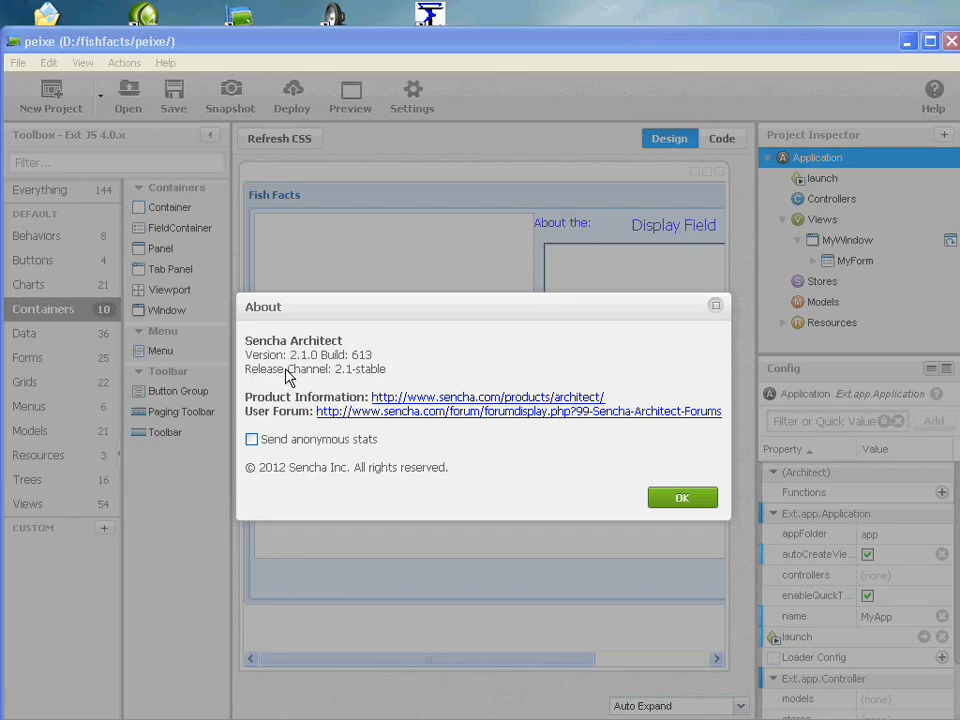 peixe (D:/fishfacts/peixe/)
File Edit View Actions Help
New Project Open Save Snapshot Deploy Preview Settings Help
Toolbox - Ext JS 4.0.x
Filter...
Everything 144
DEFAULT
Behaviors 8
Buttons 4
Charts 21
Containers 10
Data 36
Forms 25
Grids 22
Menus 6
Models 21
Resources 3
Trees 16
Views 54
CUSTOM
Containers
Container
FieldContainer
Panel
Tab Panel
Viewport
Window
Menu
Menu
Toolbar
Button Group
Paging Toolbar
Toolbar
Refresh CSS Design Code
Fish Facts
About the: Display Field
About
Sencha Architect
Version: 2.1.0 Build: 613
Release Channel: 2.1-stable
Product Information: http://www.sencha.com/products/architect/
User Forum: http://www.sencha.com/forum/forumdisplay.php?99-Sencha-Architect-Forums
Send anonymous stats
© 2012 Sencha Inc. All rights reserved.
OK
Auto Expand
Project Inspector
Application
launch
Controllers
Views
MyWindow
MyForm
Stores
Models
Resources
Config
Application Ext.app.Application
Filter or Quick Value Add
Property Value
(Architect)
Functions
Ext.app.Application
appFolder app
autoCreateVie...
controllers (none)
enableQuickT...
name MyApp
launch
Loader Config
Ext.app.Controller
models (none)